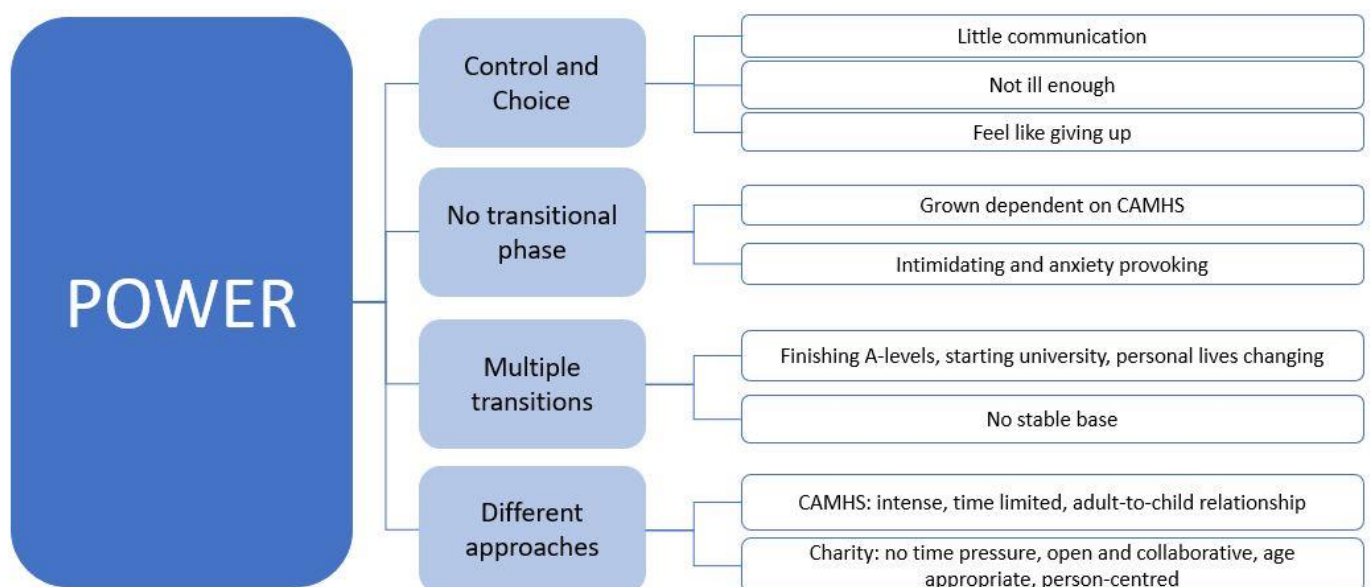 POWER
Control and
Choice
Little communication
Not ill enough
Feel like giving up
No transitional
phase
Grown dependent on CAMHS
Intimidating and anxiety provoking
Multiple
transitions
Finishing A-levels, starting university, personal lives changing
No stable base
Different
approaches
CAMHS: intense, time limited, adult-to-child relationship
Charity: no time pressure, open and collaborative, age
appropriate, person-centred